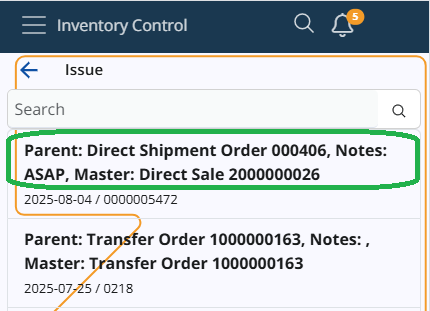 Inventory Control
5
Issue
Search
Parent: Direct Shipment Order 000406, Notes:
ASAP, Master: Direct Sale 2000000026
2025-08-04 / 0000005472
Parent: Transfer Order 1000000163, Notes: ,
Master: Transfer Order 1000000163
2025-07-25 / 0218